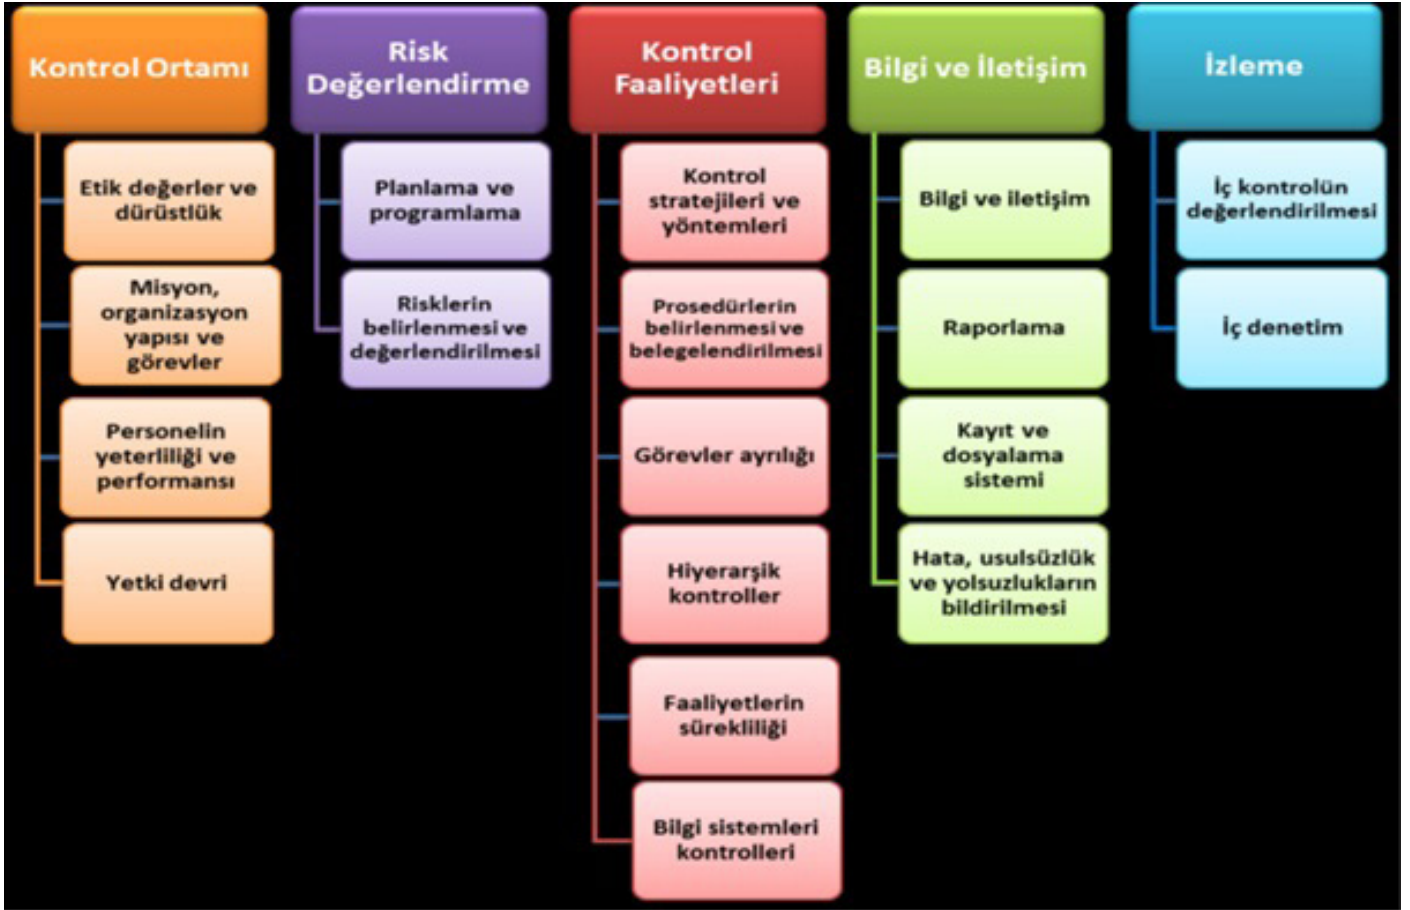 Kontrol Ortamı
Etik değerler ve
dürüstlük
Misyon,
organizasyon
yapısı ve
görevler
Personelin
yeterliliği ve
performansı
Yetki devri
Risk
Değerlendirme
Planlama ve
programlama
Risklerin
belirlenmesi ve
değerlendirilmesi
Kontrol
Faaliyetleri
Kontrol
stratejileri ve
yöntemleri
Prosedürlerin
belirlenmesi ve
belegelendirilmesi
Görevler ayrılığı
Hiyerarşik
kontroller
Faaliyetlerin
sürekliliği
Bilgi sistemleri
kontrolleri
Bilgi ve İletişim
Bilgi ve iletişim
Raporlama
Kayıt ve
dosyalama
sistemi
Hata, usulsüzlük
ve yolsuzlukların
bildirilmesi
İzleme
İç kontrolün
değerlendirilmesi
İç denetim